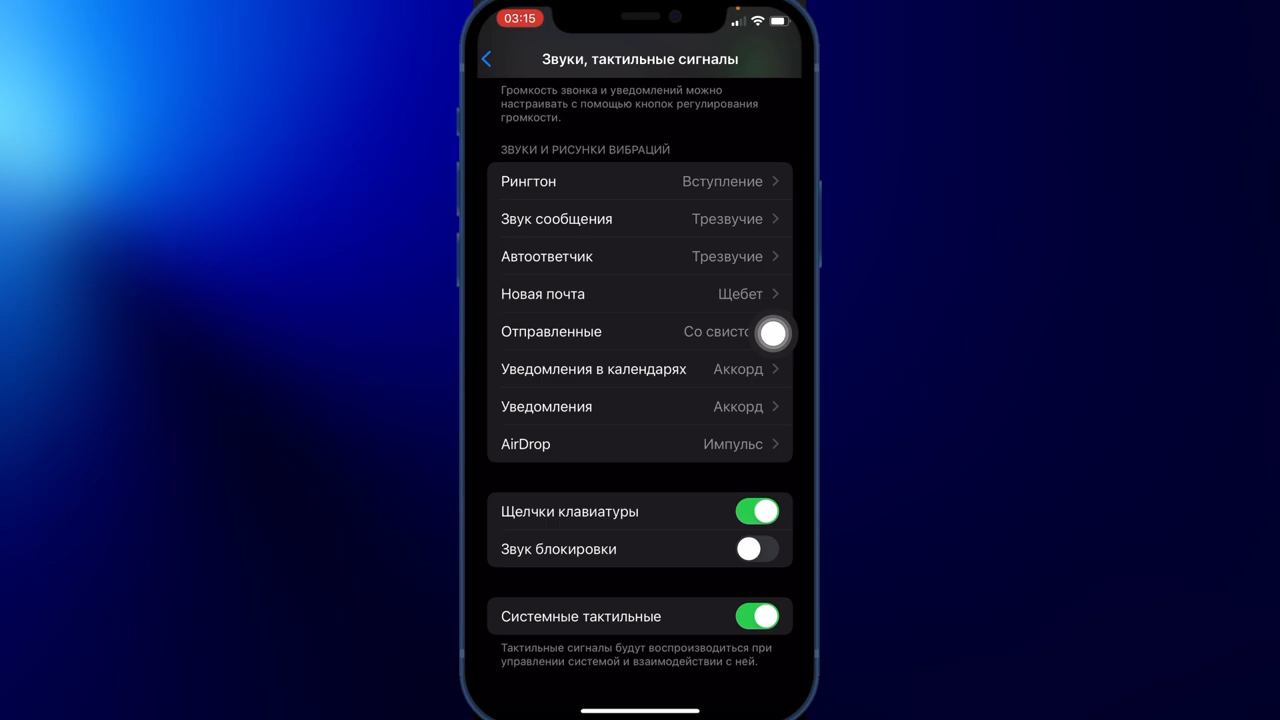 03:15
Звуки, тактильные сигналы
Громкость звонка и уведомлений можно
настраивать с помощью кнопок регулирования
громкости.
ЗВУКИ И РИСУНКИ ВИБРАЦИЙ
Рингтон Вступление
Звук сообщения Трезвучие
Автоответчик Трезвучие
Новая почта Щебет
Отправленные Со
Уведомления в календарях Аккорд
Уведомления Аккорд
AirDrop Импульс
Щелчки клавиатуры
Звук блокировки
Системные тактильные
Тактильные сигналы будут воспроизводиться при
управлении системой и взаимодействии с ней.